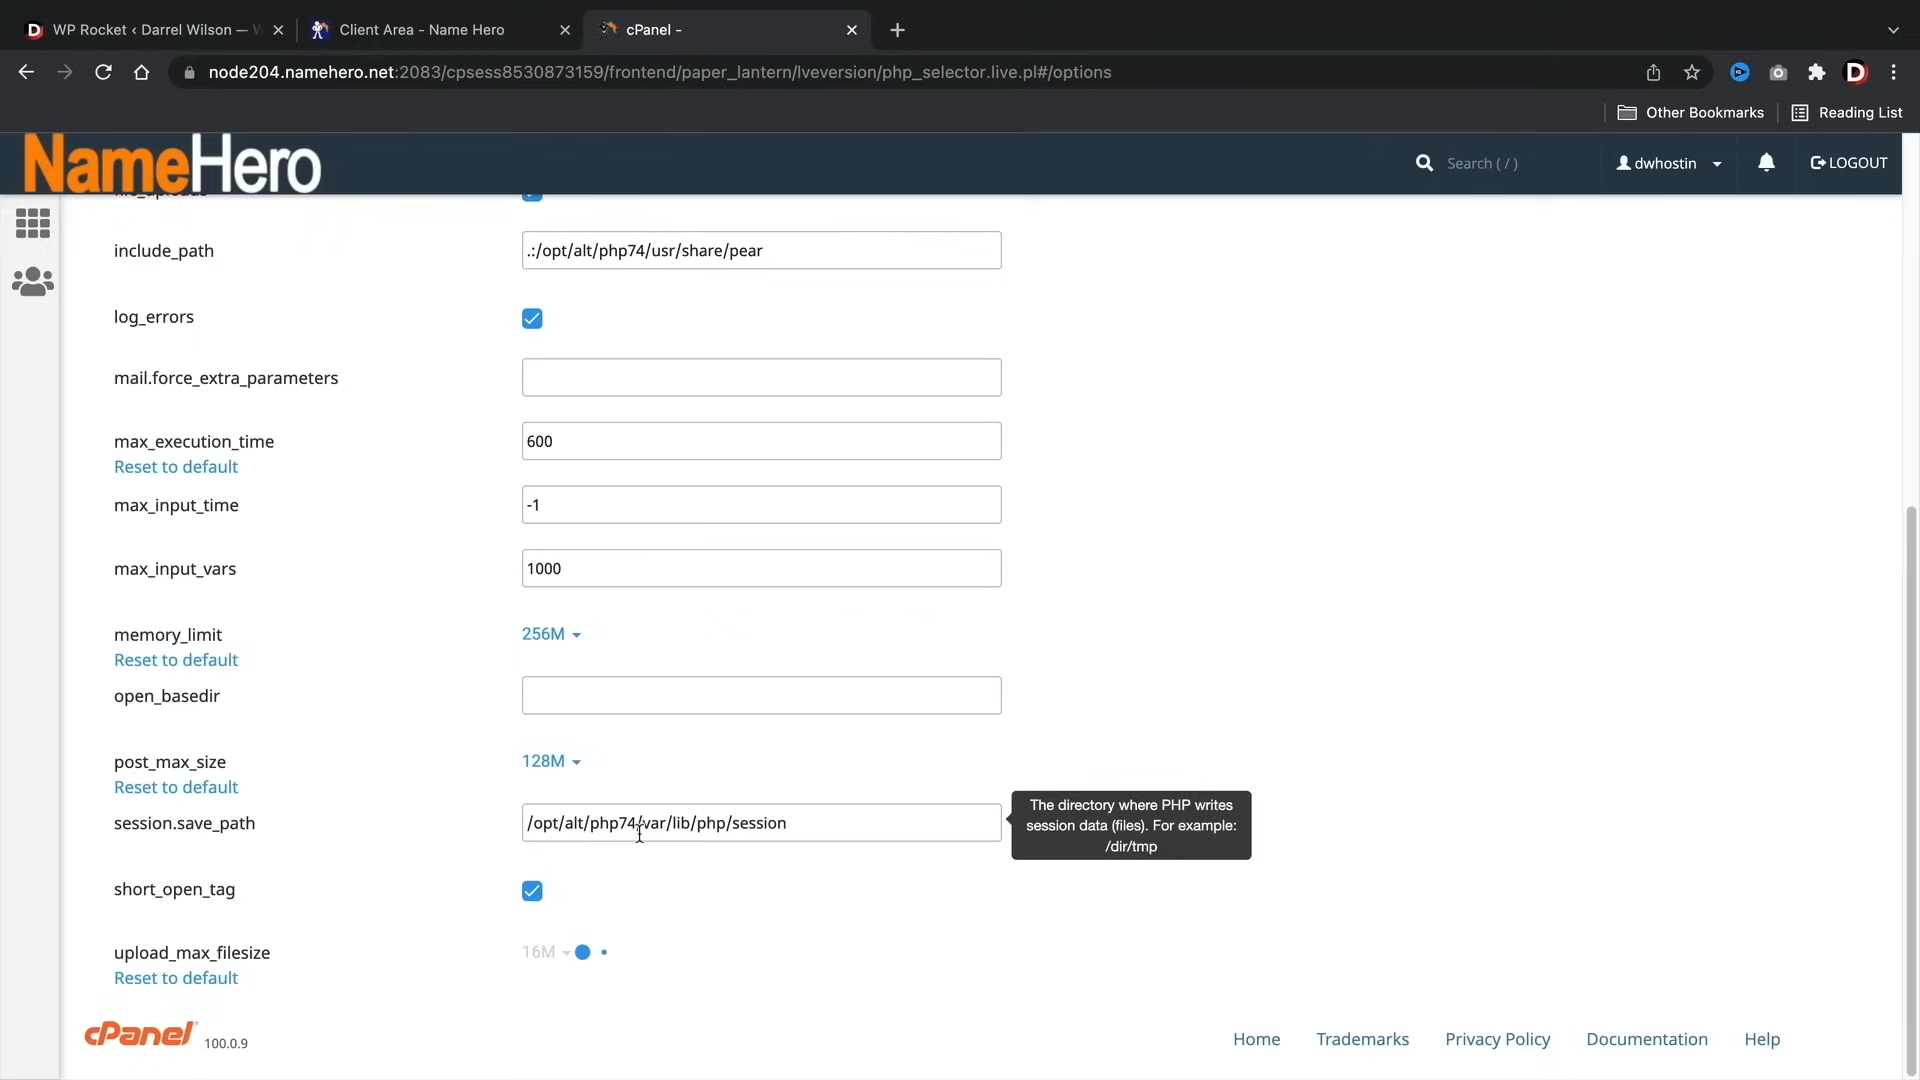 WP Rocket ‹ Darrel Wilson — W
Client Area - Name Hero
cPanel -
node204.namehero.net:2083/cpsess8530873159/frontend/paper_lantern/lveversion/php_selector.live.pl#/options
Other Bookmarks
Reading List
NameHero
Search ( / )
dwhostin
LOGOUT
file_uploads
include_path
.:/opt/alt/php74/usr/share/pear
log_errors
mail.force_extra_parameters
max_execution_time
600
Reset to default
max_input_time
-1
max_input_vars
1000
memory_limit
256M
Reset to default
open_basedir
post_max_size
128M
Reset to default
session.save_path
/opt/alt/php74/var/lib/php/session
The directory where PHP writes
session data (files). For example:
/dir/tmp
short_open_tag
upload_max_filesize
16M
Reset to default
cPanel 100.0.9
Home
Trademarks
Privacy Policy
Documentation
Help